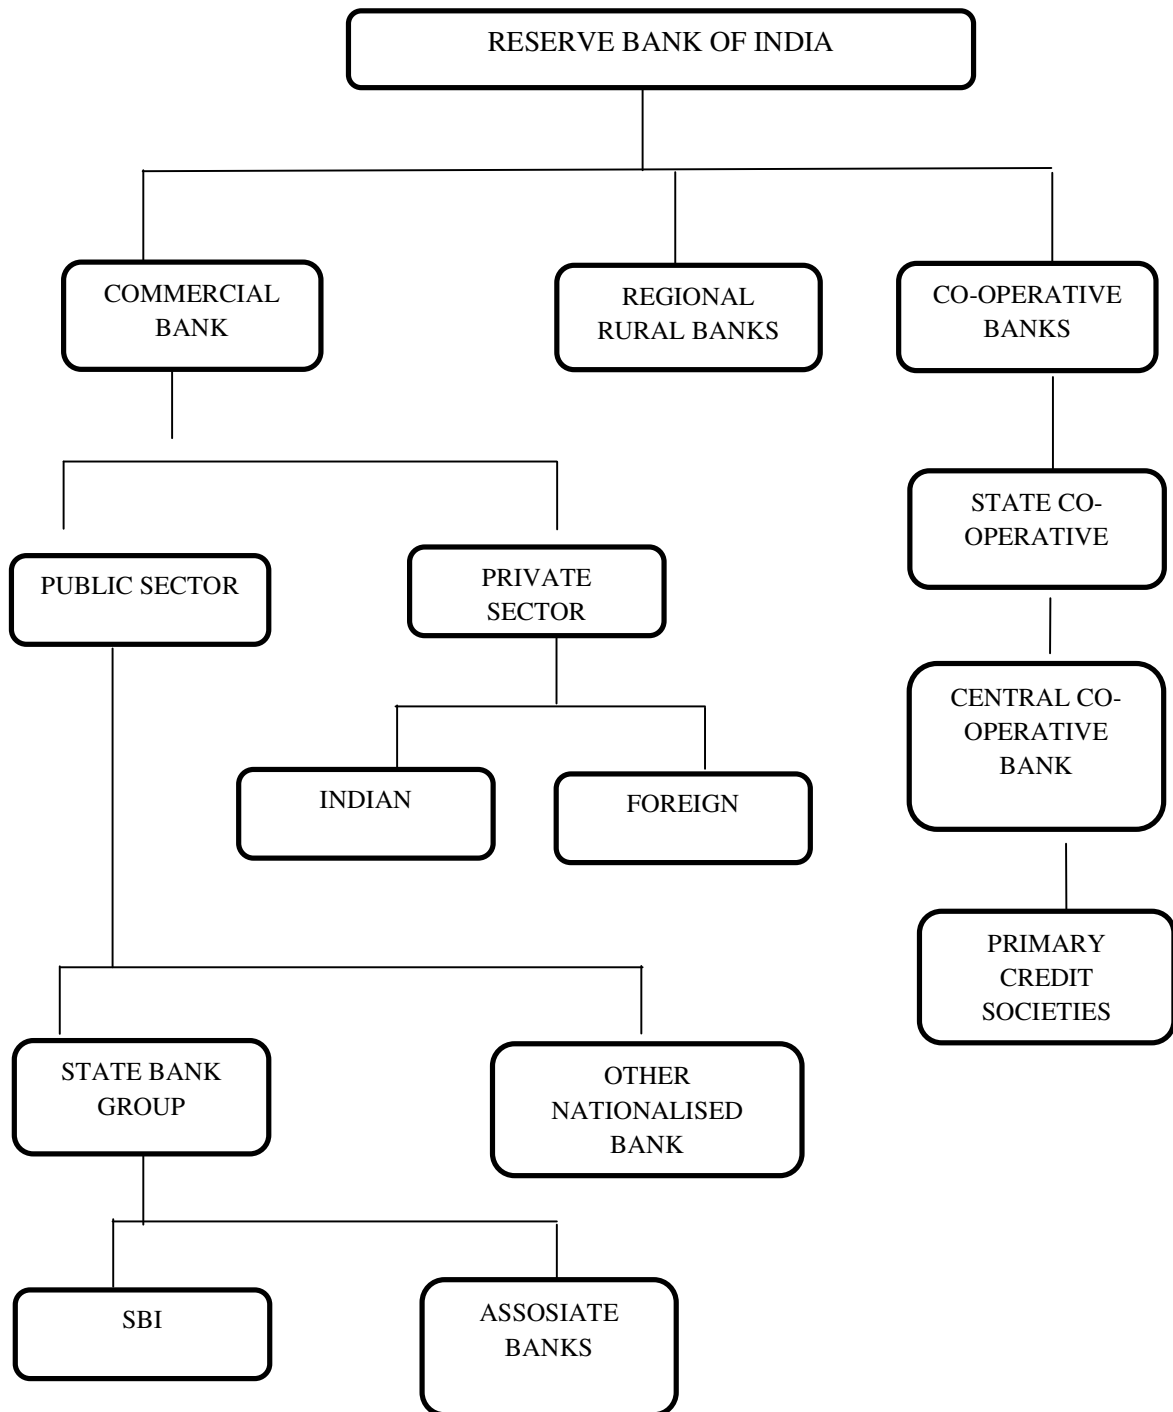 RESERVE BANK OF INDIA
COMMERCIAL
BANK
REGIONAL
RURAL BANKS
CO-OPERATIVE
BANKS
STATE CO-
OPERATIVE
PUBLIC SECTOR
PRIVATE
SECTOR
CENTRAL CO-
OPERATIVE
BANK
INDIAN
FOREIGN
PRIMARY
CREDIT
SOCIETIES
STATE BANK
GROUP
OTHER
NATIONALISED
BANK
SBI
ASSOSIATE
BANKS